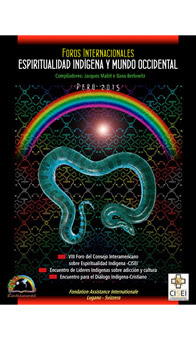 Foros Internacionales
ESPIRITUALIDAD INDÍGENA Y MUNDO OCCIDENTAL
Compiladores: Jacques Mabit e Ilana Berlowitz
PERÚ 2015
- VIII Foro del Consejo Interamericano
sobre Espiritualidad Indígena -CISEI
Encuentro de Líderes Indígenas sobre adicción y cultura
Encuentro para el Diálogo Indígena-Cristiano
Fondation Assistance Internationale
Lugano - Suizera
CISEI